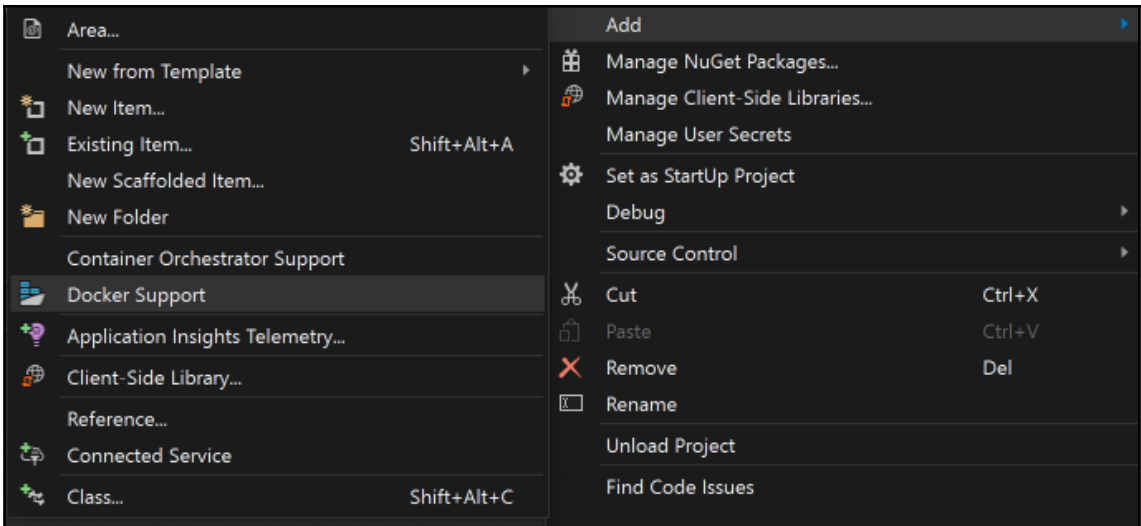 Area...
New from Template
New Item...
Existing Item... Shift+Alt+A
New Scaffolded Item...
New Folder
Container Orchestrator Support
Docker Support
Application Insights Telemetry...
Client-Side Library...
Reference...
Connected Service
Class... Shift+Alt+C
Add
Manage NuGet Packages...
Manage Client-Side Libraries...
Manage User Secrets
Set as StartUp Project
Debug
Source Control
Cut Ctrl+X
Paste Ctrl+V
Remove Del
Rename
Unload Project
Find Code Issues